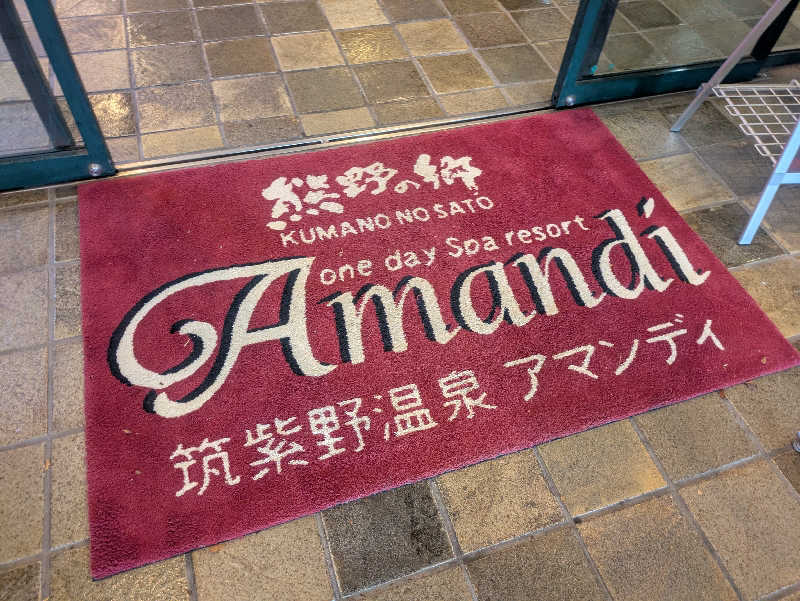 熊野の郷
KUMANO NO SATO
one day Spa resort
Amandi
筑紫野温泉 アマンディ